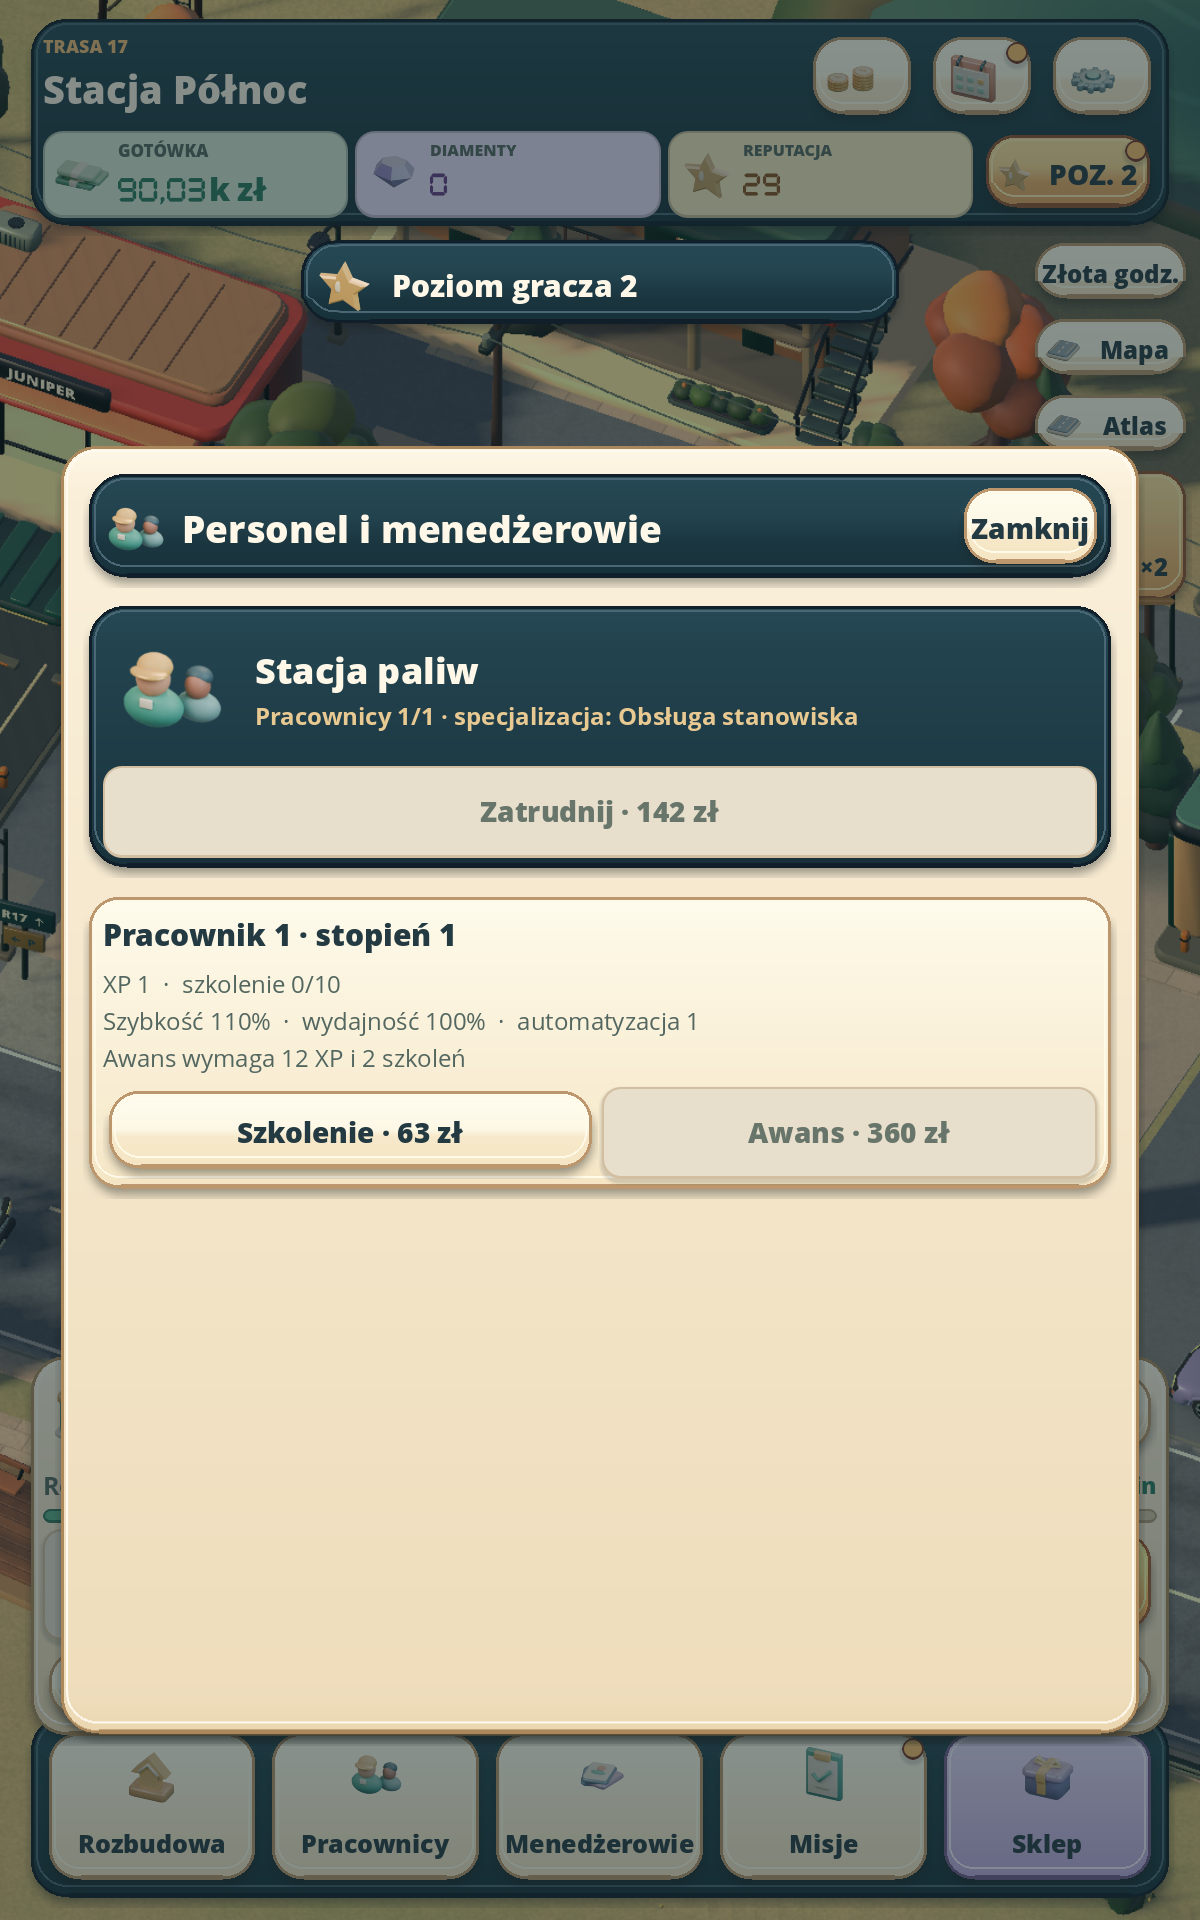 TRASA 17
Stacja Północ
GOTÓWKA
90,03k zł
DIAMENTY
0
REPUTACJA
29
POZ. 2
Poziom gracza 2
Złota godz.
Mapa
Atlas
JUNIPER
Personel i menedżerowie
Zamknij
×2
Stacja paliw
Pracownicy 1/1 · specjalizacja: Obsługa stanowiska
Zatrudnij · 142 zł
R17 ↑
Pracownik 1 · stopień 1
XP 1 · szkolenie 0/10
Szybkość 110% · wydajność 100% · automatyzacja 1
Awans wymaga 12 XP i 2 szkoleń
Szkolenie · 63 zł
Awans · 360 zł
Rozbudowa
Pracownicy
Menedżerowie
Misje
Sklep